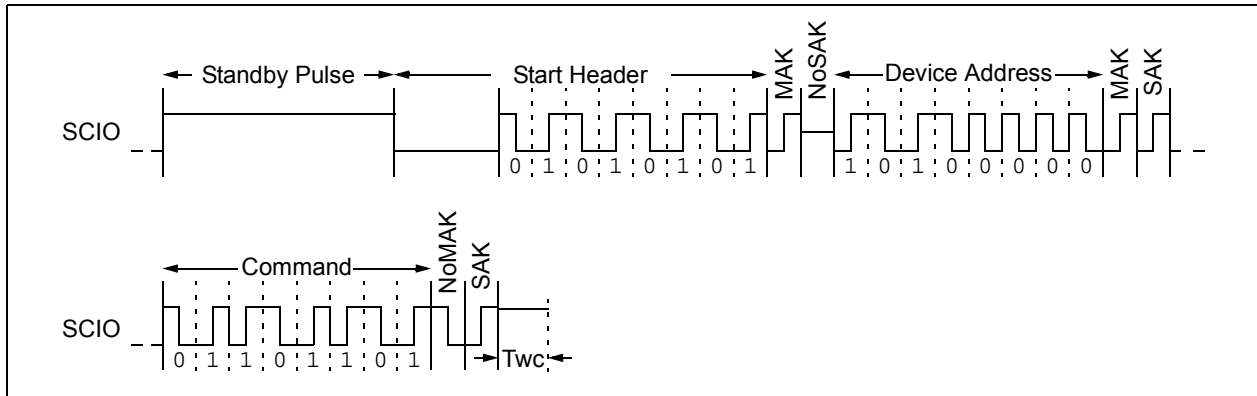 MAK
NoSAK
MAK
SAK
Standby Pulse
Start Header
Device Address
SCIO
0 1 0 1 0 1 0 1
1 0 1 0 0 0 0 0
NoMAK
SAK
Command
SCIO
0 1 1 0 1 1 0 1
Twc